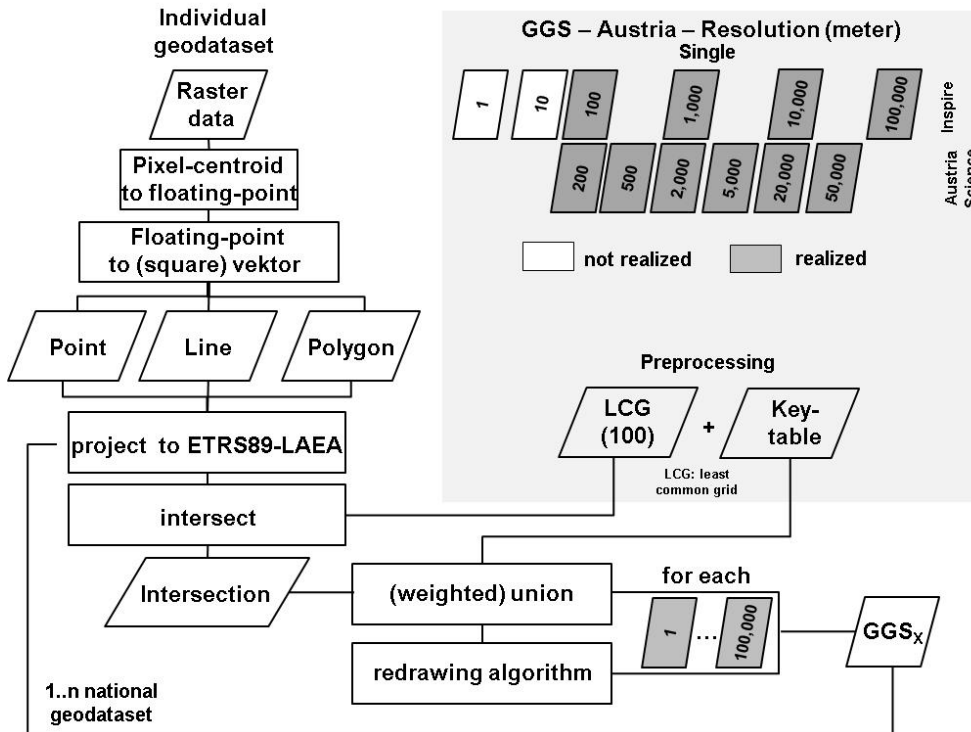 Individual
geodataset
Raster
data
Pixel-centroid
to floating-point
Floating-point
to (square) vektor
Point
Line
Polygon
project to ETRS89-LAEA
intersect
Intersection
1..n national
geodataset
GGS – Austria – Resolution (meter)
Single
1
10
100
1,000
10,000
100,000
Inspire
200
500
2,000
5,000
20,000
50,000
Austria
Science
not realized
realized
Preprocessing
LCG
(100)
+
Key-
table
LCG: least
common grid
(weighted) union
redrawing algorithm
for each
1
...
100,000
GGSx